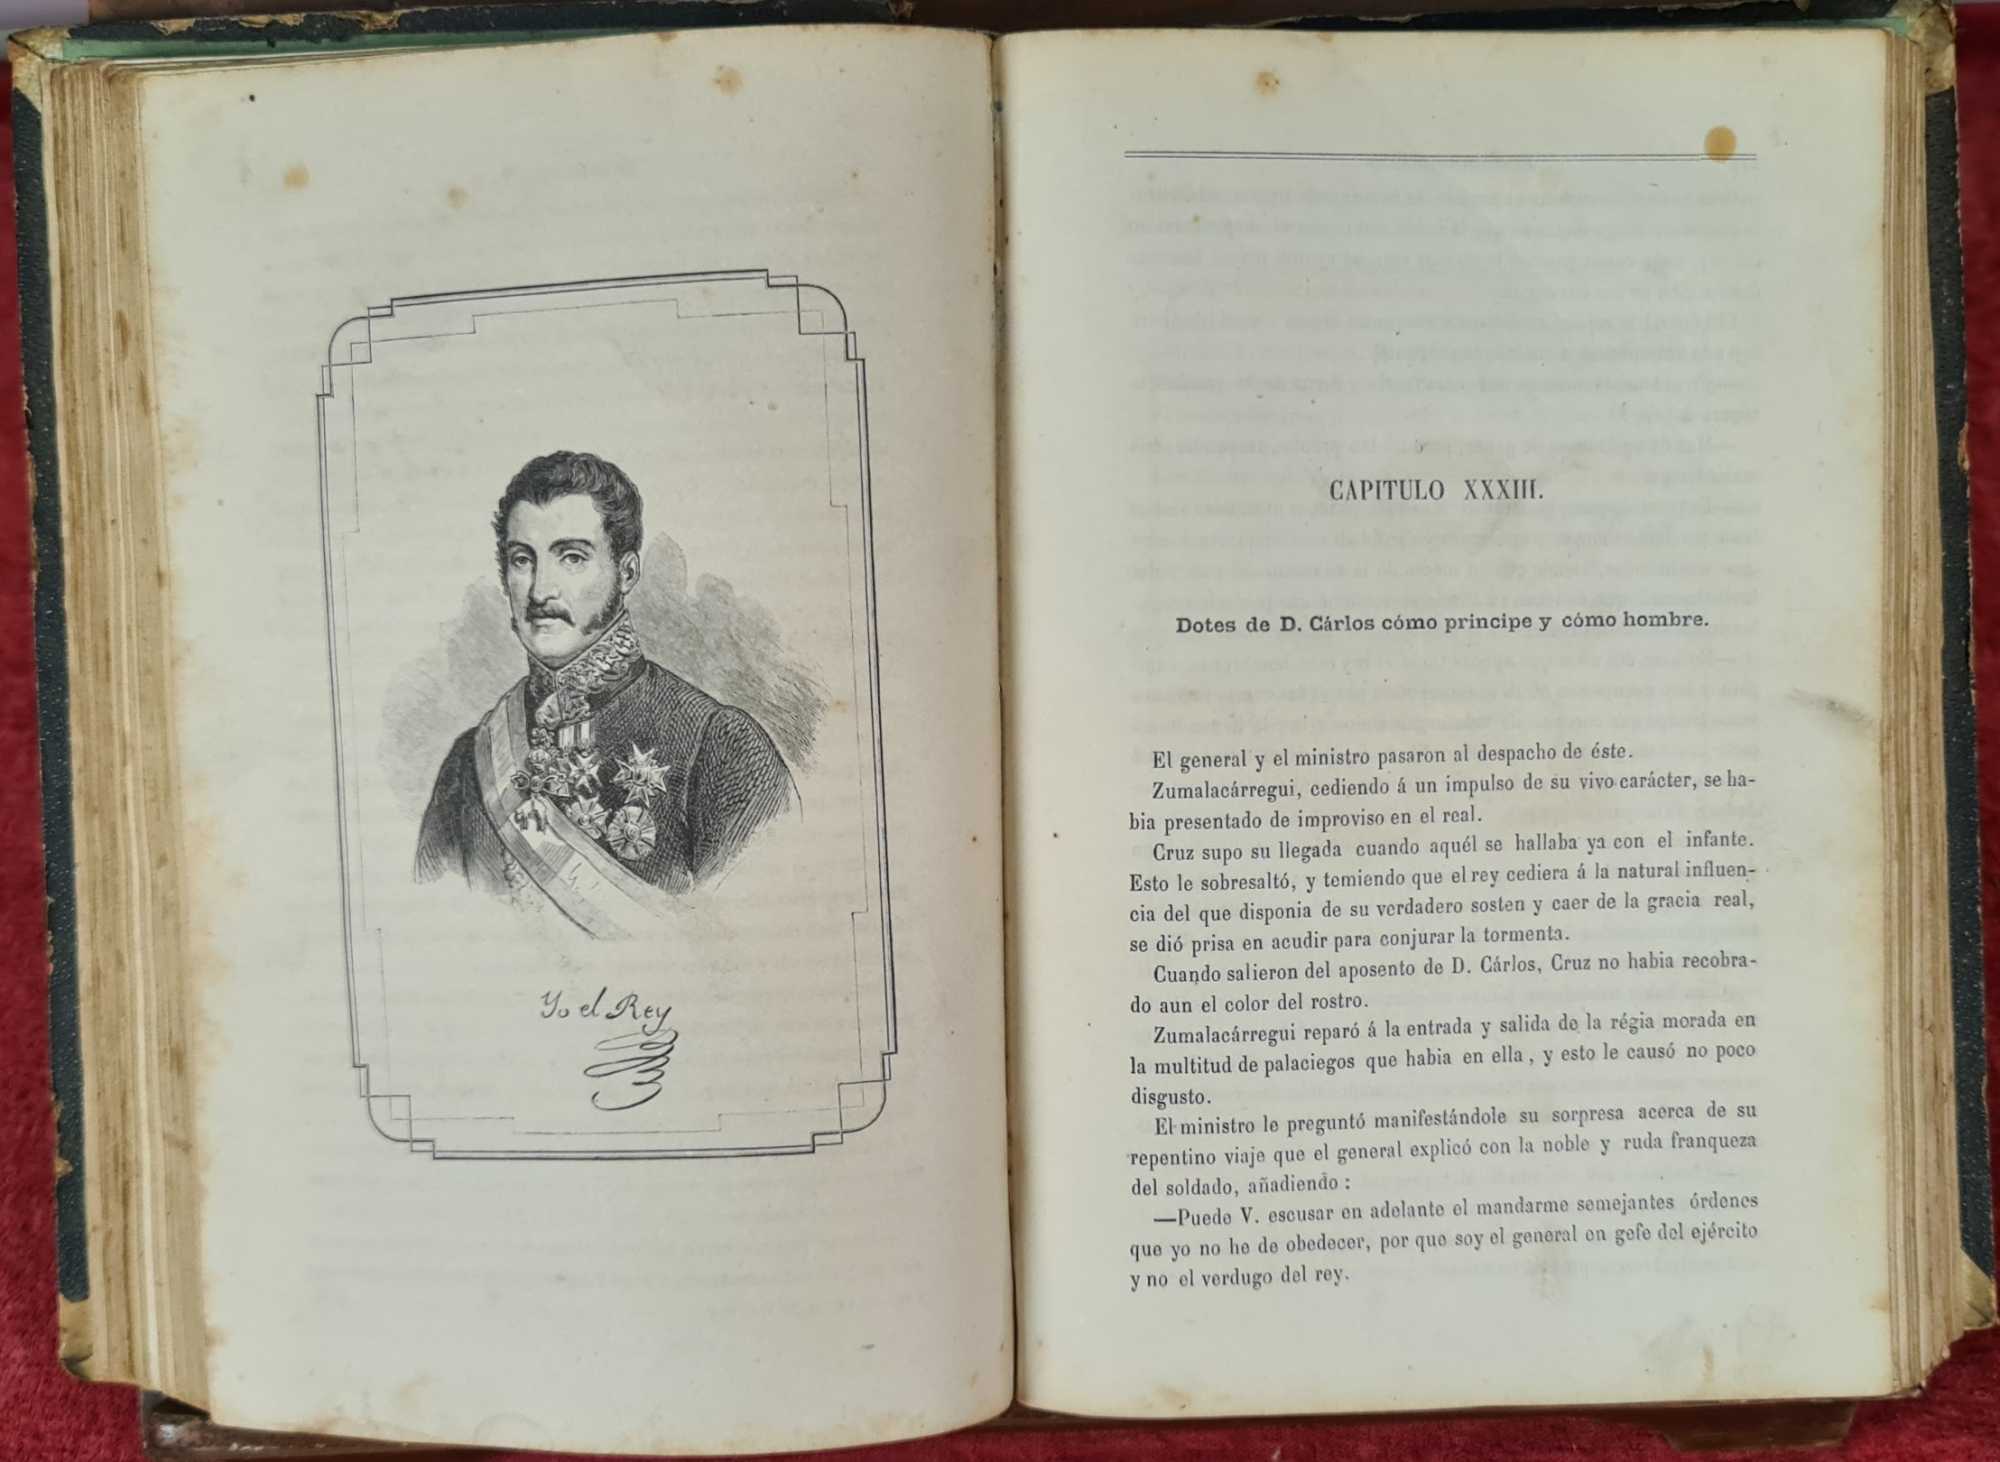 Yo el Rey
CAPITULO XXXIII.
Dotes de D. Cárlos cómo principe y cómo hombre.
El general y el ministro pasaron al despacho de éste.
Zumalacárregui, cediendo á un impulso de su vivo carácter, se ha-
bia presentado de improviso en el real.
Cruz supo su llegada cuando aquél se hallaba ya con el infante.
Esto le sobresaltó, y temiendo que el rey cediera á la natural influen-
cia del que disponia de su verdadero sosten y caer de la gracia real,
se dió prisa en acudir para conjurar la tormenta.
Cuando salieron del aposento de D. Cárlos, Cruz no habia recobra-
do aun el color del rostro.
Zumalacárregui reparó á la entrada y salida de la régia morada en
la multitud de palaciegos que habia en ella, y esto le causó no poco
disgusto.
El ministro le preguntó manifestándole su sorpresa acerca de su
repentino viaje que el general explicó con la noble y ruda franqueza
del soldado, añadiendo:
—Puede V. escusar en adelante el mandarme semejantes órdenes
que yo no he de obedecer, por que soy el general en gefe del ejército
y no el verdugo del rey.